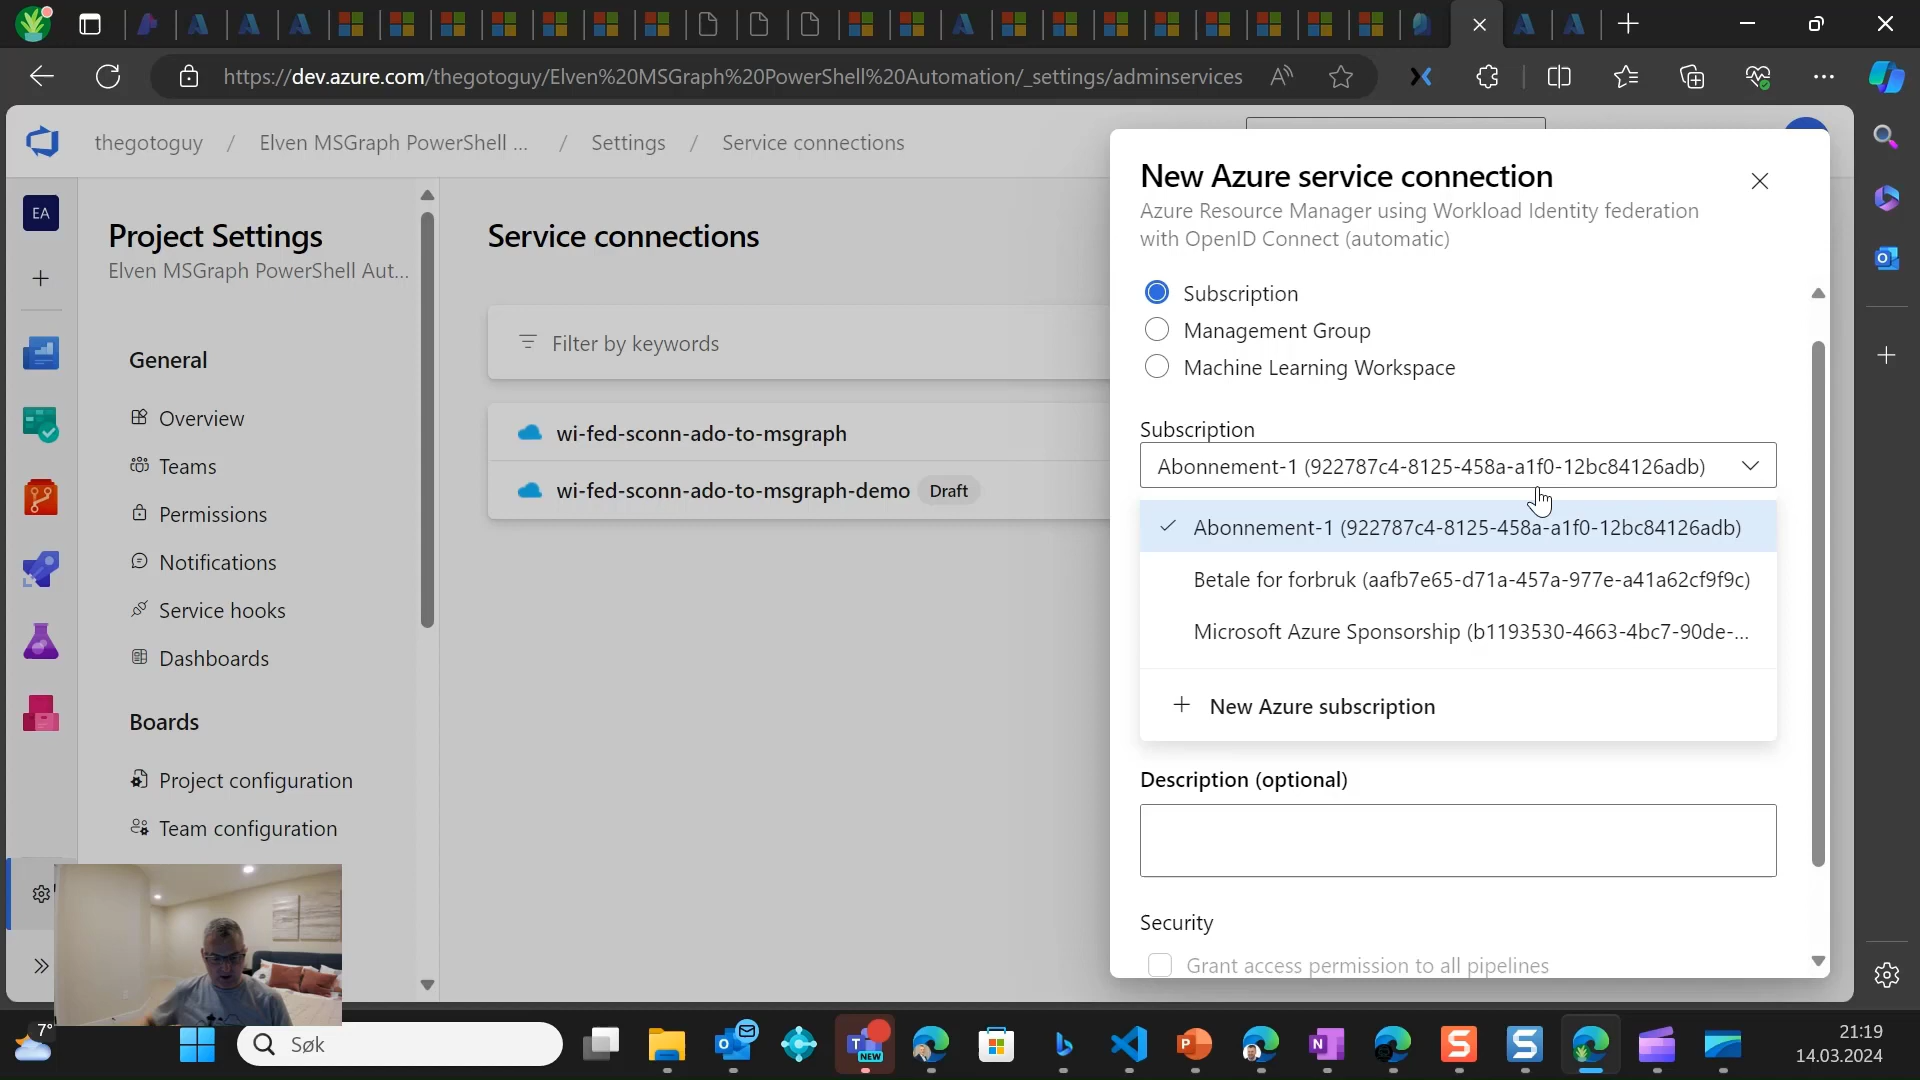 https://dev.azure.com/thegotoguy/Elven%20MSGraph%20PowerShell%20Automation/_settings/adminservices
thegotoguy / Elven MSGraph PowerShell ... / Settings / Service connections
EA
Project Settings
Elven MSGraph PowerShell Aut...
General
Overview
Teams
Permissions
Notifications
Service hooks
Dashboards
Boards
Project configuration
Team configuration
Service connections
Filter by keywords
wi-fed-sconn-ado-to-msgraph
wi-fed-sconn-ado-to-msgraph-demo Draft
New Azure service connection
Azure Resource Manager using Workload Identity federation
with OpenID Connect (automatic)
Subscription
Management Group
Machine Learning Workspace
Subscription
Abonnement-1 (922787c4-8125-458a-a1f0-12bc84126adb)
Abonnement-1 (922787c4-8125-458a-a1f0-12bc84126adb)
Betale for forbruk (aafb7e65-d71a-457a-977e-a41a62cf9f9c)
Microsoft Azure Sponsorship (b1193530-4663-4bc7-90de-...
New Azure subscription
Description (optional)
Security
Grant access permission to all pipelines
7°
Søk
NEW
21:19
14.03.2024